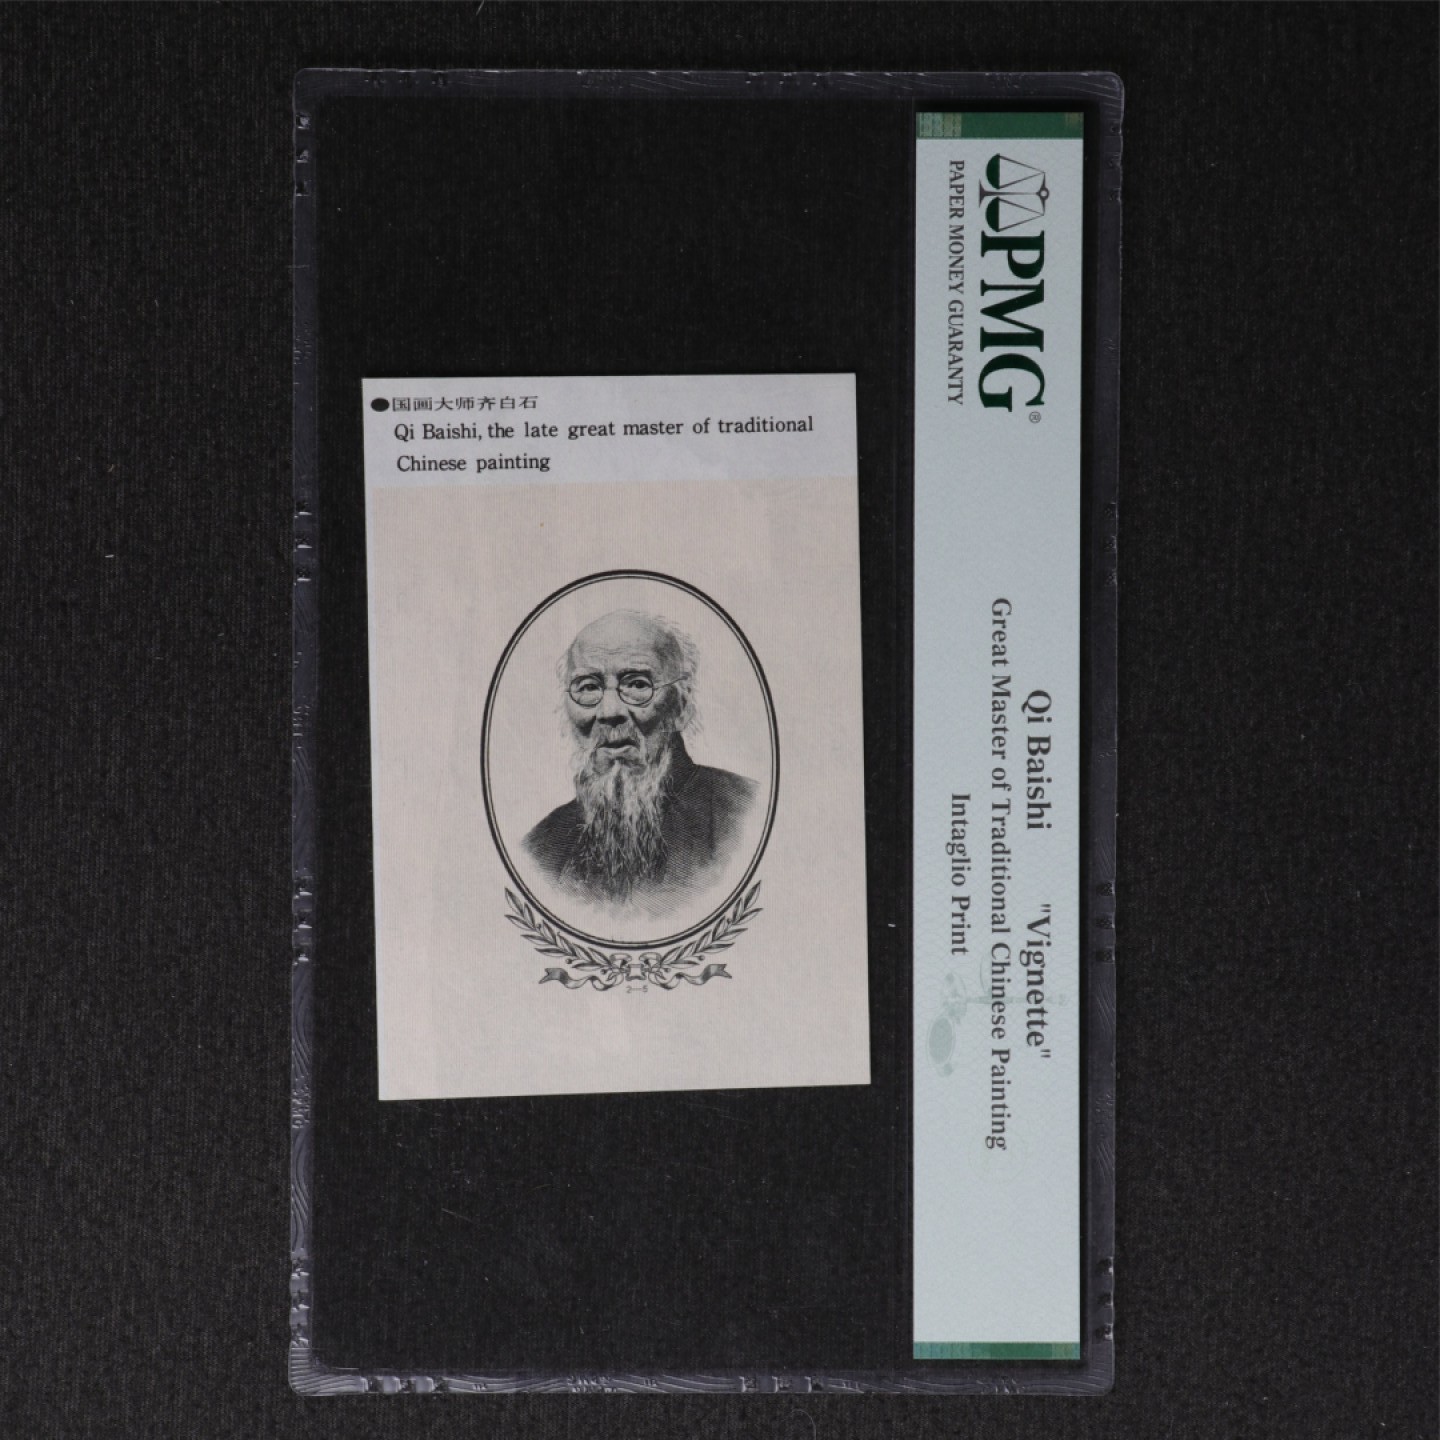 ●国画大师齐白石
Qi Baishi, the late great master of traditional
Chinese painting
2—5
PMG®
PAPER MONEY GUARANTY
Qi Baishi "Vignette"
Great Master of Traditional Chinese Painting
Intaglio Print